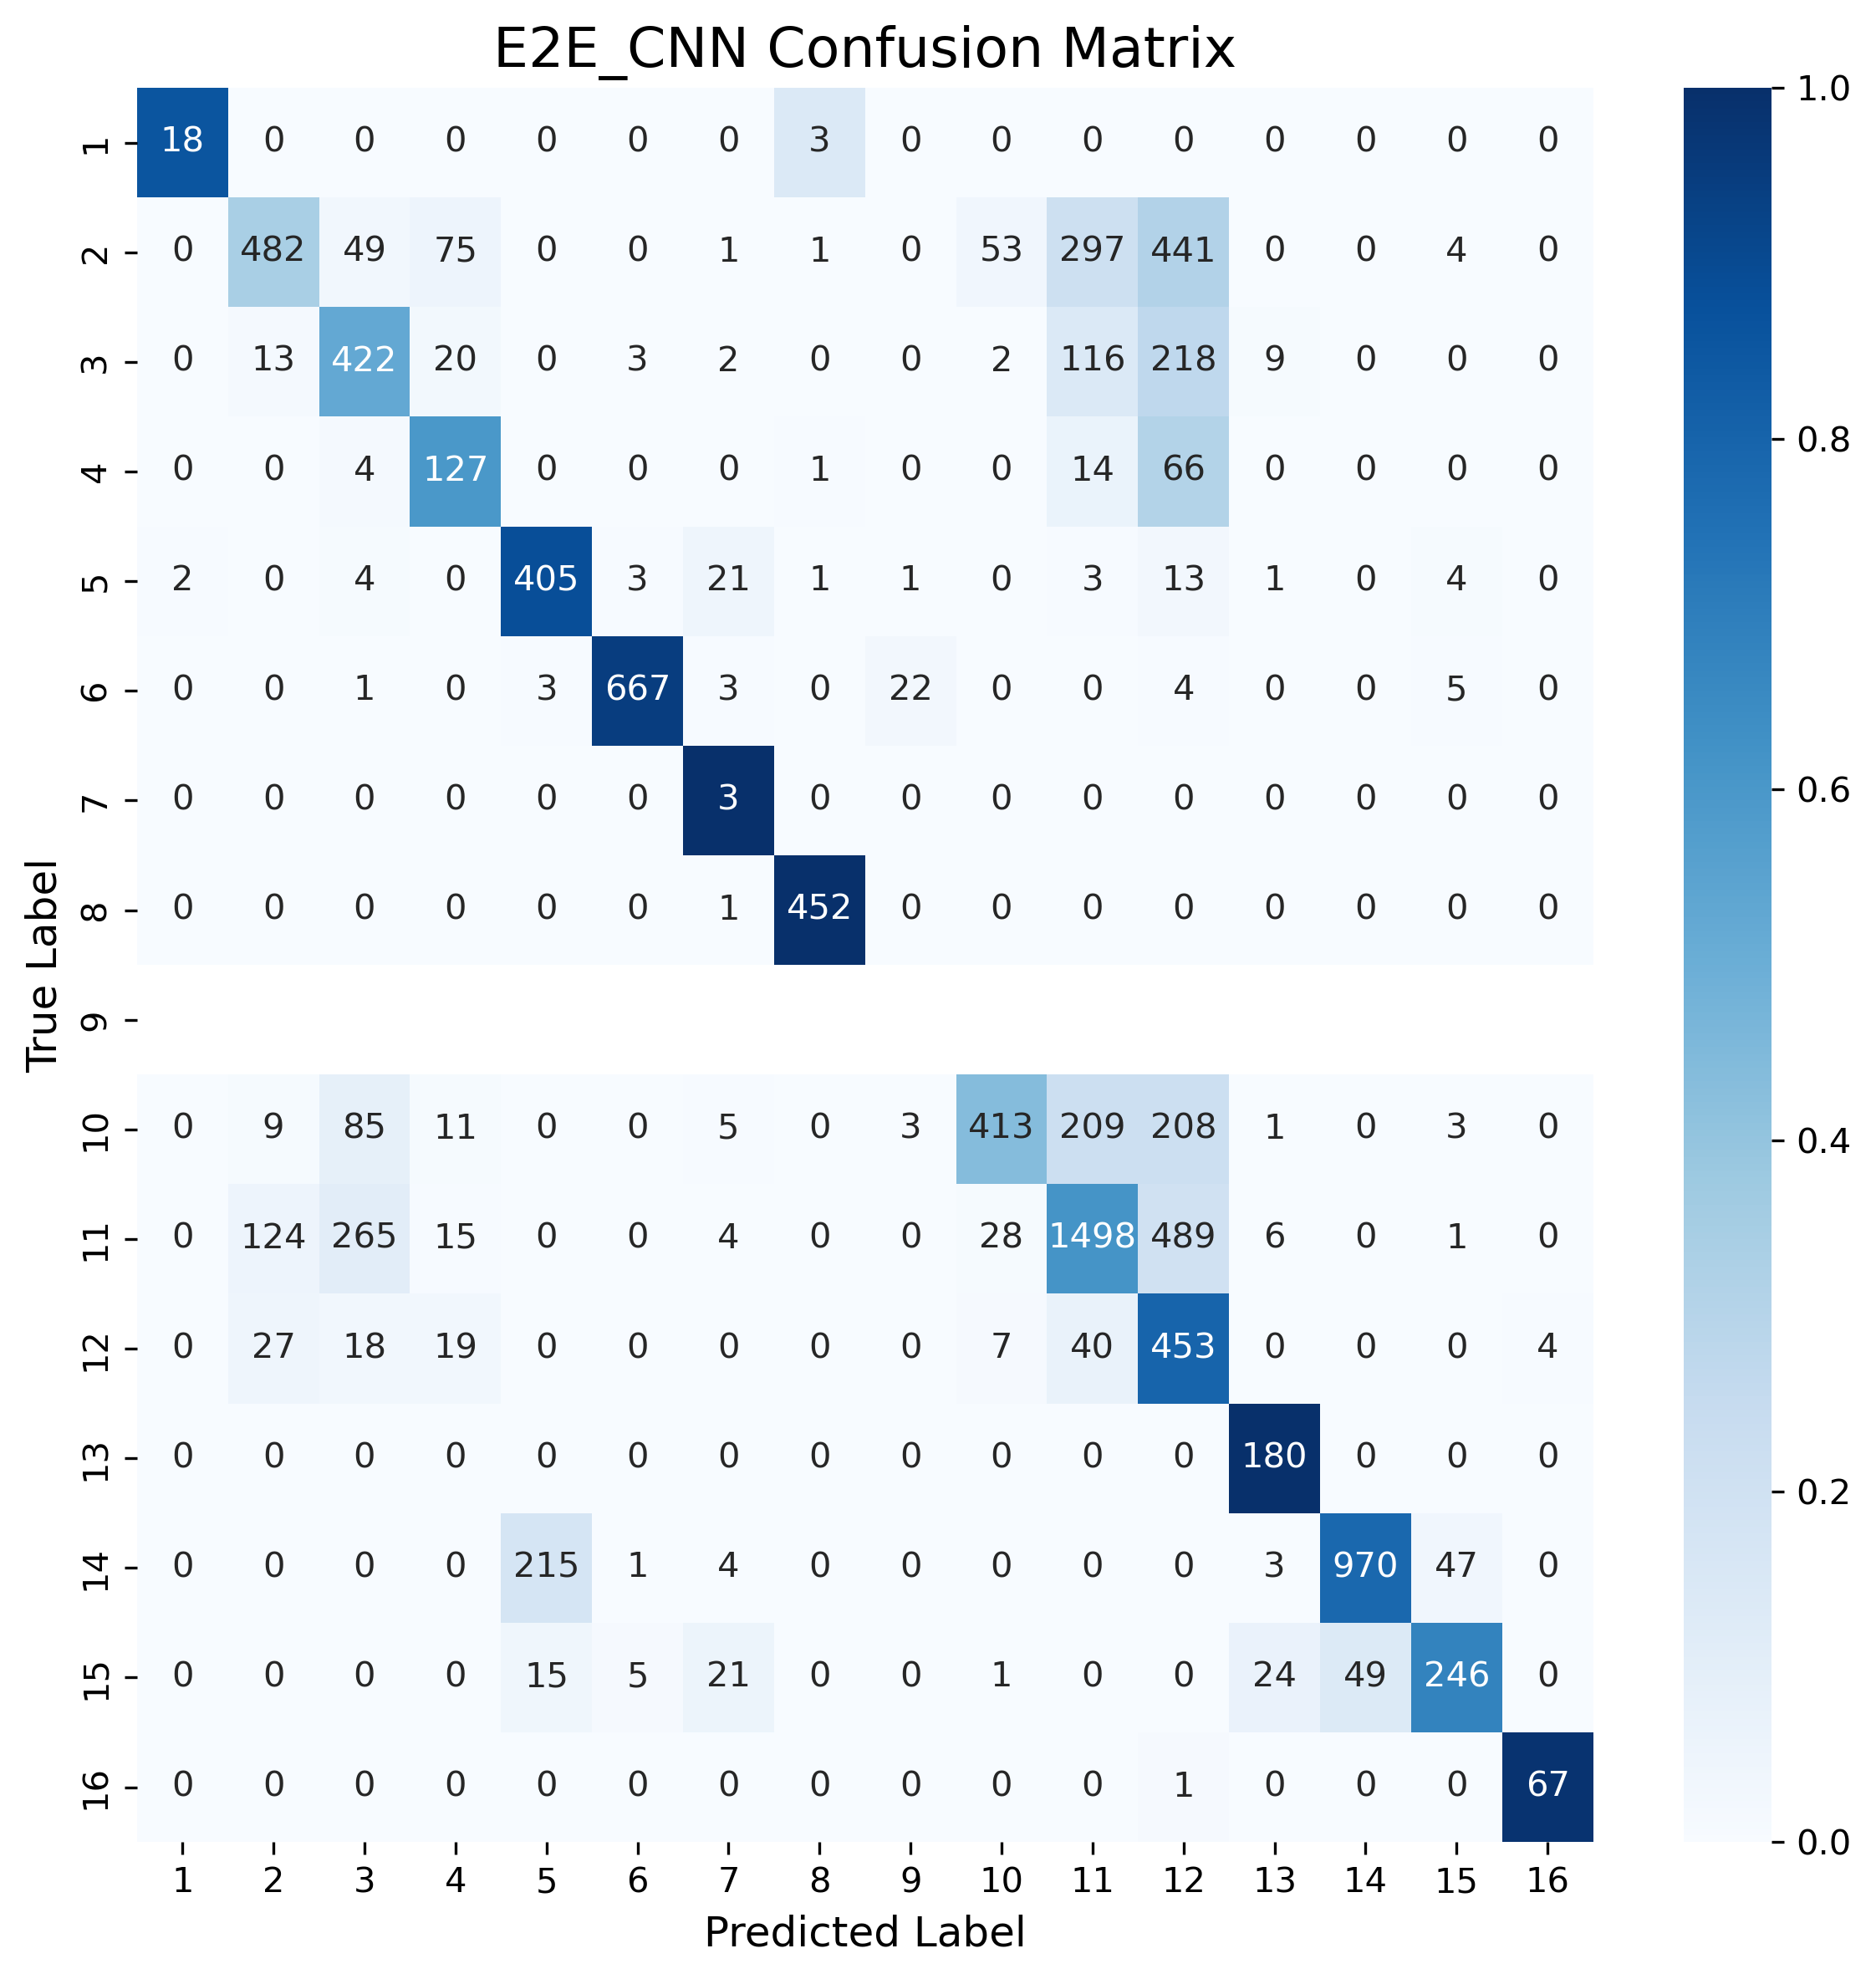 E2E_CNN Confusion Matrix
1 18 0 0 0 0 0 0 3 0 0 0 0 0 0 0 0
2 0 482 49 75 0 0 1 1 0 53 297 441 0 0 4 0
3 0 13 422 20 0 3 2 0 0 2 116 218 9 0 0 0
4 0 0 4 127 0 0 0 1 0 0 14 66 0 0 0 0
5 2 0 4 0 405 3 21 1 1 0 3 13 1 0 4 0
6 0 0 1 0 3 667 3 0 22 0 0 4 0 0 5 0
7 0 0 0 0 0 0 3 0 0 0 0 0 0 0 0 0
8 0 0 0 0 0 0 1 452 0 0 0 0 0 0 0 0
9
10 0 9 85 11 0 0 5 0 3 413 209 208 1 0 3 0
11 0 124 265 15 0 0 4 0 0 28 1498 489 6 0 1 0
12 0 27 18 19 0 0 0 0 0 7 40 453 0 0 0 4
13 0 0 0 0 0 0 0 0 0 0 0 0 180 0 0 0
14 0 0 0 0 215 1 4 0 0 0 0 0 3 970 47 0
15 0 0 0 0 15 5 21 0 0 1 0 0 24 49 246 0
16 0 0 0 0 0 0 0 0 0 0 0 1 0 0 0 67
1 2 3 4 5 6 7 8 9 10 11 12 13 14 15 16
Predicted Label
True Label
1.0
0.8
0.6
0.4
0.2
0.0